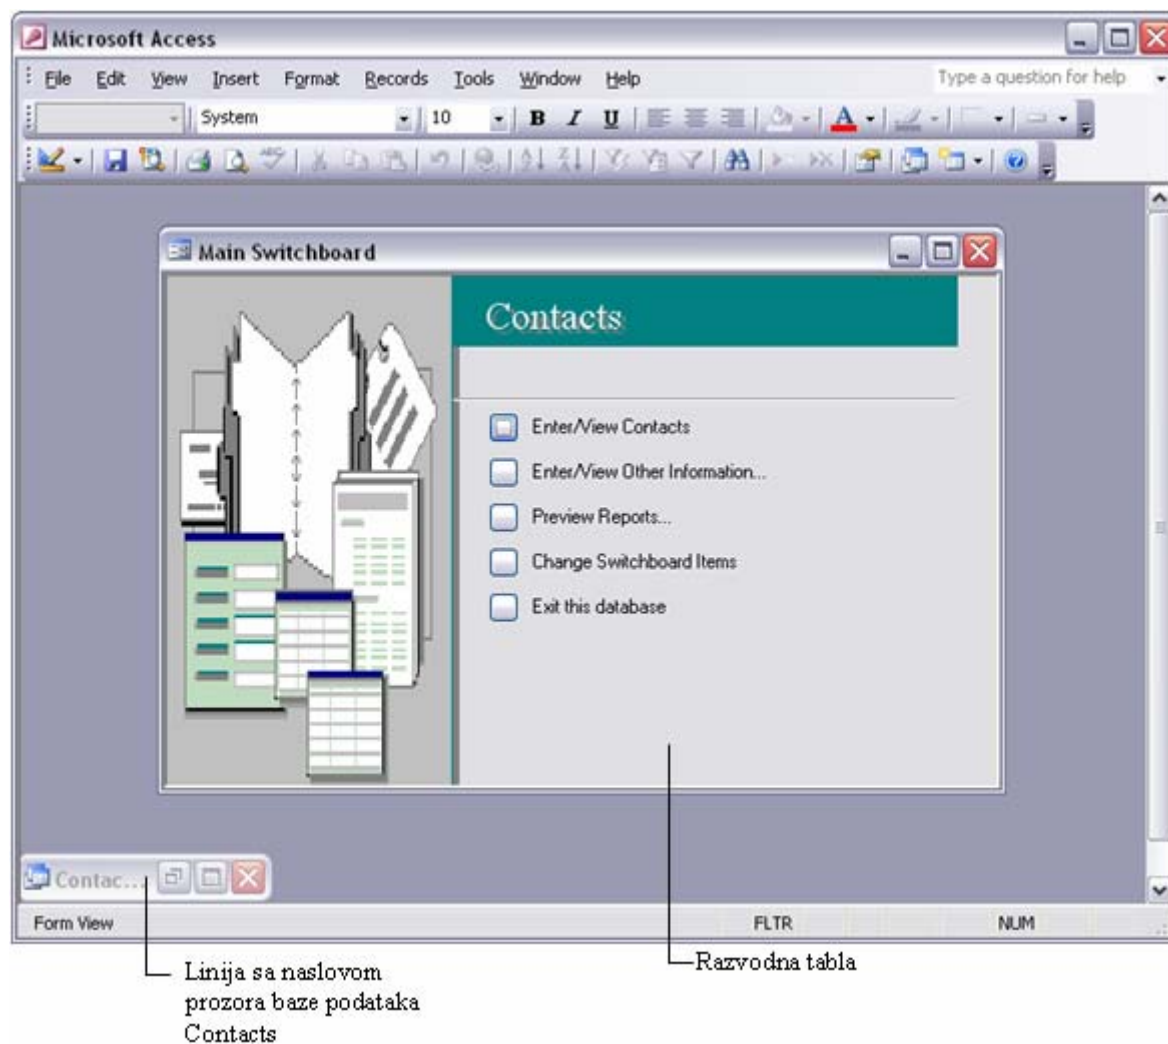 Microsoft Access
File Edit View Insert Format Records Tools Window Help Type a question for help
System 10 B I U A
Main Switchboard
Contacts
Enter/View Contacts
Enter/View Other Information...
Preview Reports...
Change Switchboard Items
Exit this database
Contac...
Form View FLTR NUM
Linija sa naslovom
prozora baze podataka
Contacts
Razvodna tabla